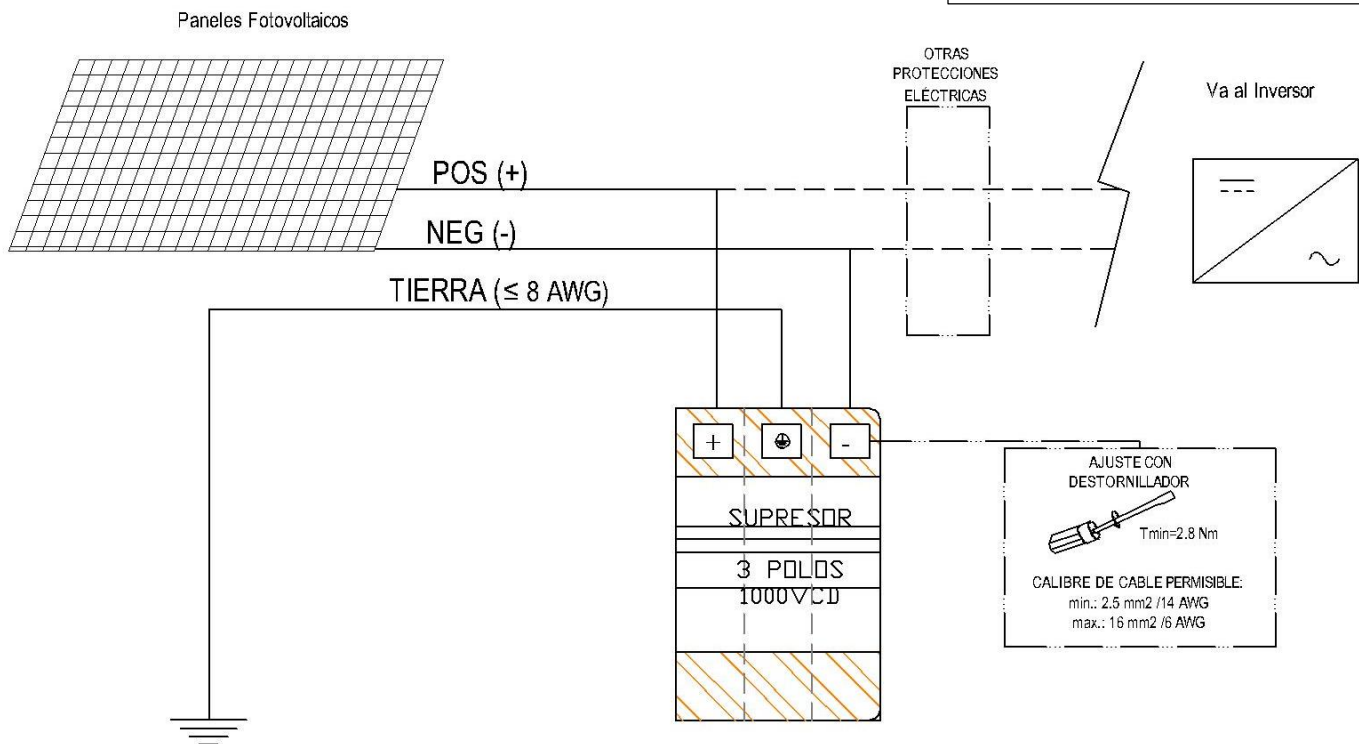 Paneles Fotovoltaicos
OTRAS
PROTECCIONES
ELÉCTRICAS
Va al Inversor
POS (+)
NEG (-)
TIERRA (≤ 8 AWG)
+
-
SUPRESOR
3 POLOS
1000VCD
AJUSTE CON
DESTORNILLADOR
Tmin=2.8 Nm
CALIBRE DE CABLE PERMISIBLE:
min.: 2.5 mm2 /14 AWG
max.: 16 mm2 /6 AWG